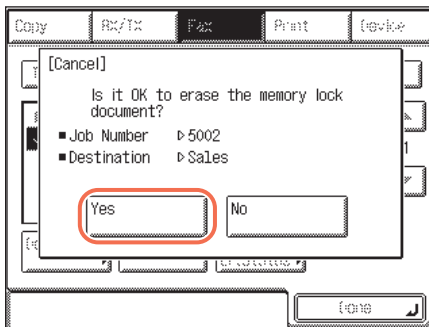 Copy RX/TX Fax Print Device
[Cancel]
Is it OK to erase the memory lock
document?
■Job Number ▷5002
■Destination ▷Sales
1
Yes No
Done